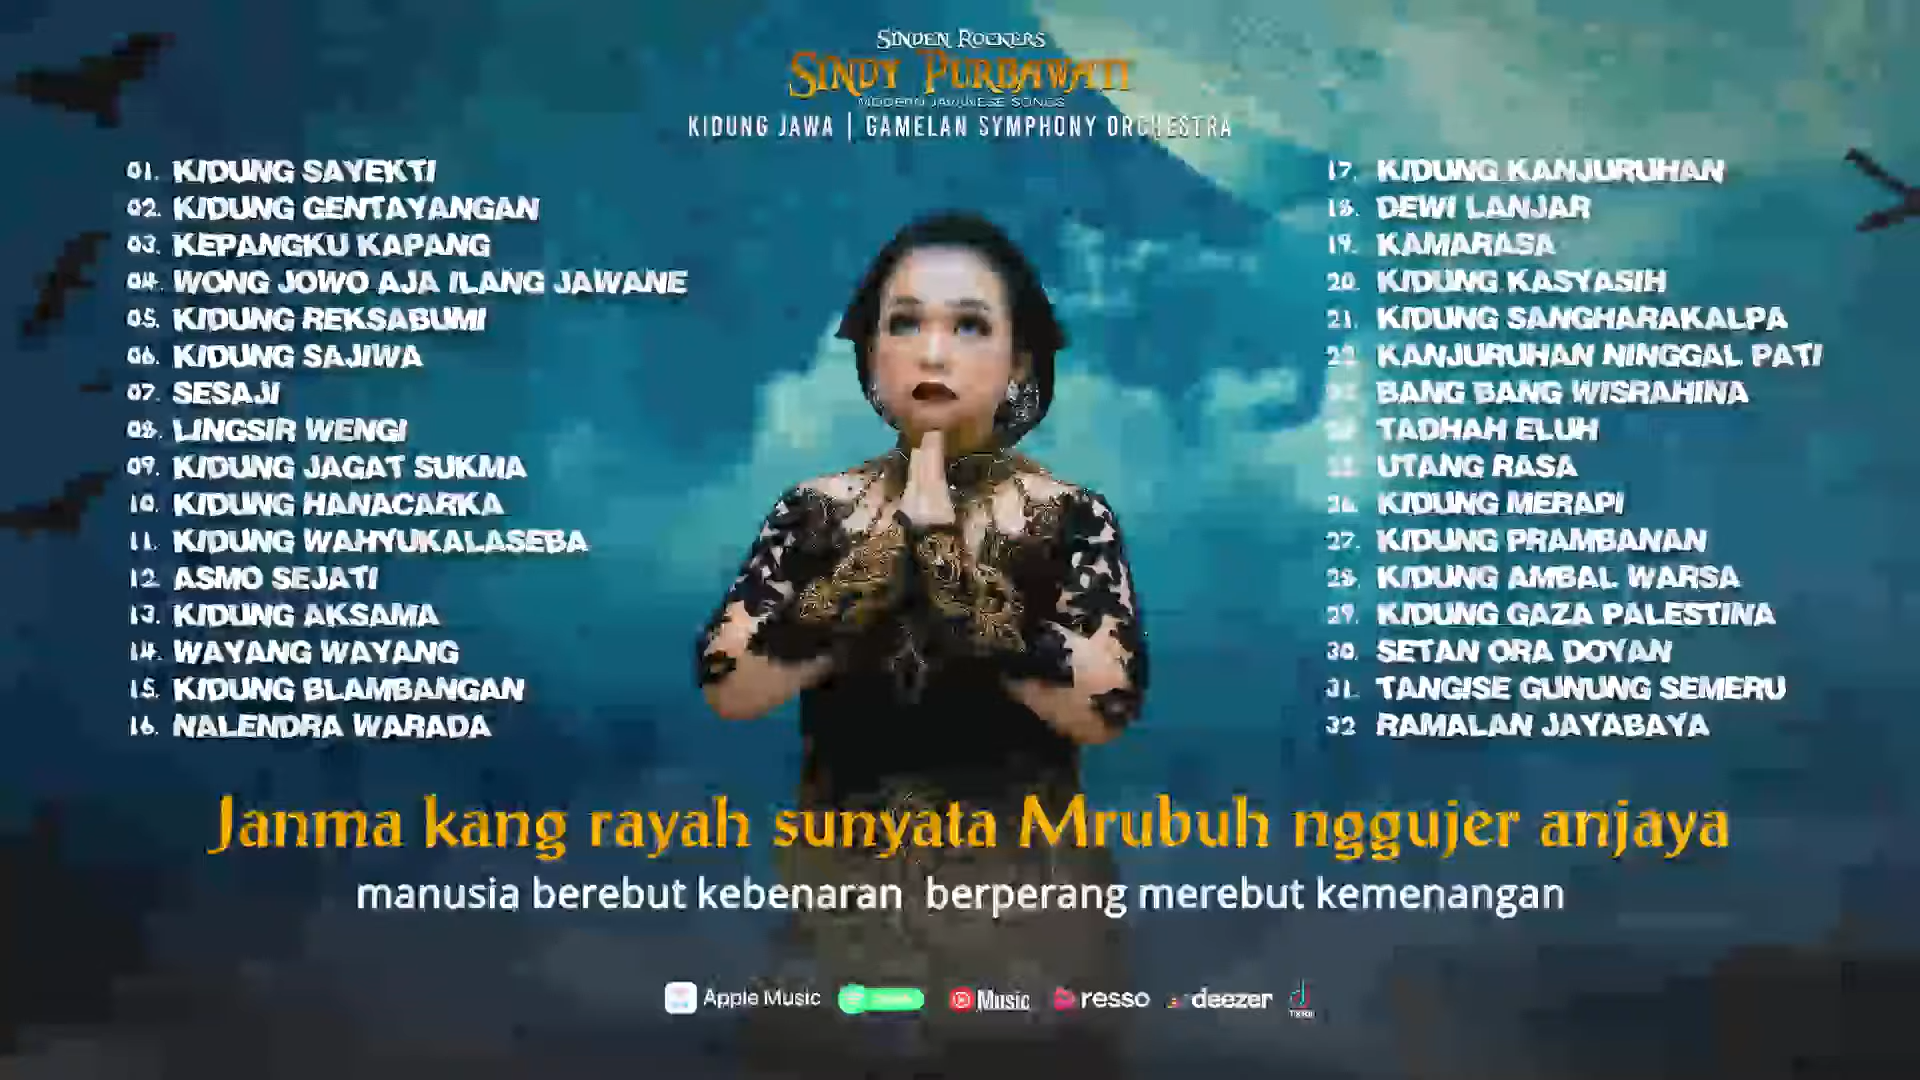 SINDEN ROCKERS
SINDY PURBAWATI
MODERN JAVANESE SONGS
KIDUNG JAWA | GAMELAN SYMPHONY ORCHESTRA
01. KIDUNG SAYEKTI
02. KIDUNG GENTAYANGAN
03. KEPANGKU KAPANG
04. WONG JOWO AJA ILANG JAWANE
05. KIDUNG REKSABUMI
06. KIDUNG SAJIWA
07. SESAJI
08. LINGSIR WENGI
09. KIDUNG JAGAT SUKMA
10. KIDUNG HANACARKA
11. KIDUNG WAHYUKALASEBA
12. ASMO SEJATI
13. KIDUNG AKSAMA
14. WAYANG WAYANG
15. KIDUNG BLAMBANGAN
16. NALENDRA WARADA
17. KIDUNG KANJURUHAN
18. DEWI LANJAR
19. KAMARASA
20. KIDUNG KASYASIH
21. KIDUNG SANGHARAKALPA
22. KANJURUHAN NINGGAL PATI
BANG BANG WISRAHINA
TADHAH ELUH
UTANG RASA
26. KIDUNG MERAPI
27. KIDUNG PRAMBANAN
28. KIDUNG AMBAL WARSA
29. KIDUNG GAZA PALESTINA
30. SETAN ORA DOYAN
31. TANGISE GUNUNG SEMERU
32 RAMALAN JAYABAYA
Janma kang rayah sunyata Mrubuh nggujer anjaya
manusia berebut kebenaran berperang merebut kemenangan
Apple Music Music resso deezer